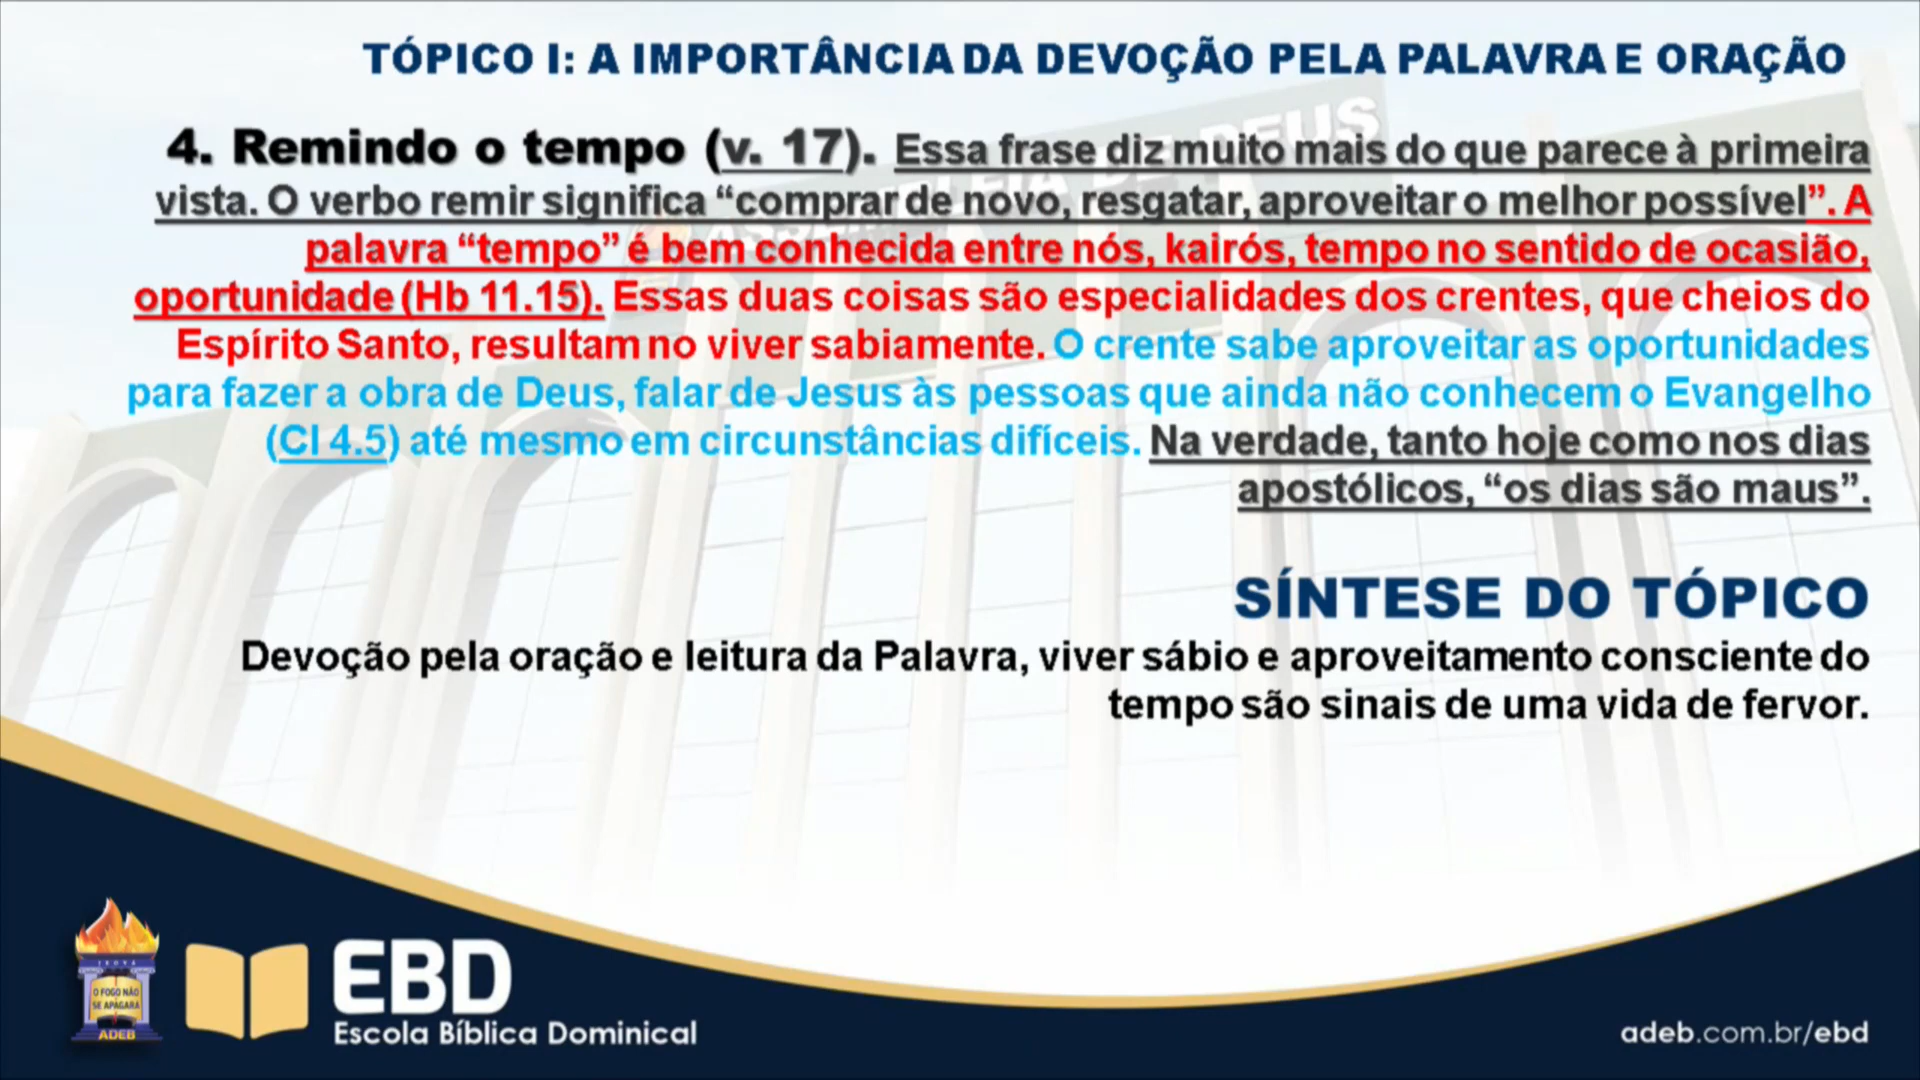 TÓPICO I: A IMPORTÂNCIA DA DEVOÇÃO PELA PALAVRA E ORAÇÃO
ASSEMBLEIA DE DEUS
4. Remindo o tempo (v. 17). Essa frase diz muito mais do que parece à primeira
vista. O verbo remir significa “comprar de novo, resgatar, aproveitar o melhor possível”. A
palavra “tempo” é bem conhecida entre nós, kairós, tempo no sentido de ocasião,
oportunidade (Hb 11.15). Essas duas coisas são especialidades dos crentes, que cheios do
Espírito Santo, resultam no viver sabiamente. O crente sabe aproveitar as oportunidades
para fazer a obra de Deus, falar de Jesus às pessoas que ainda não conhecem o Evangelho
(Cl 4.5) até mesmo em circunstâncias difíceis. Na verdade, tanto hoje como nos dias
apostólicos, “os dias são maus”.
SÍNTESE DO TÓPICO
Devoção pela oração e leitura da Palavra, viver sábio e aproveitamento consciente do
tempo são sinais de uma vida de fervor.
JEOVÁ
O FOGO NÃO
SE APAGARÁ
ADEB
EBD
Escola Bíblica Dominical
adeb.com.br/ebd